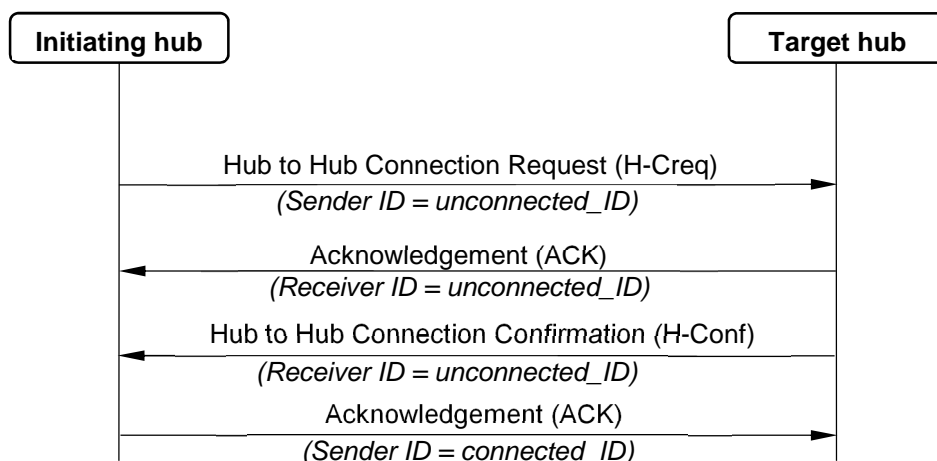 Initiating hub
Target hub
Hub to Hub Connection Request (H-Creq)
(Sender ID = unconnected_ID)
Acknowledgement (ACK)
(Receiver ID = unconnected_ID)
Hub to Hub Connection Confirmation (H-Conf)
(Receiver ID = unconnected_ID)
Acknowledgement (ACK)
(Sender ID = connected_ID)